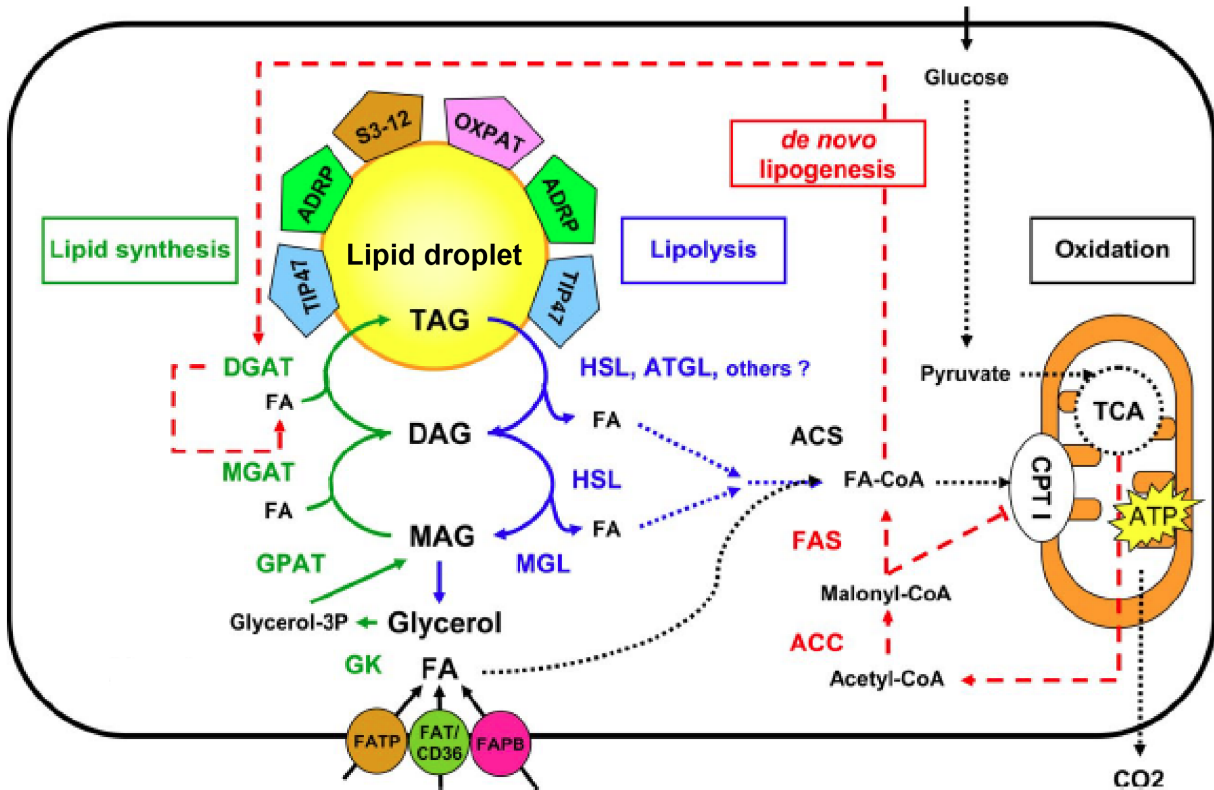 Glucose
de novo
lipogenesis
S3-12
OXPAT
ADRP
ADRP
Lipid synthesis
Lipid droplet
Lipolysis
Oxidation
TIP47
TIP47
TAG
DGAT
HSL, ATGL, others ?
Pyruvate
TCA
FA
FA
DAG
ACS
MGAT
HSL
FA-CoA
CPT I
FA
FA
ATP
MAG
FAS
GPAT
MGL
Malonyl-CoA
Glycerol-3P
Glycerol
ACC
GK
FA
Acetyl-CoA
FATP
FAT/
CD36
FAPB
CO2